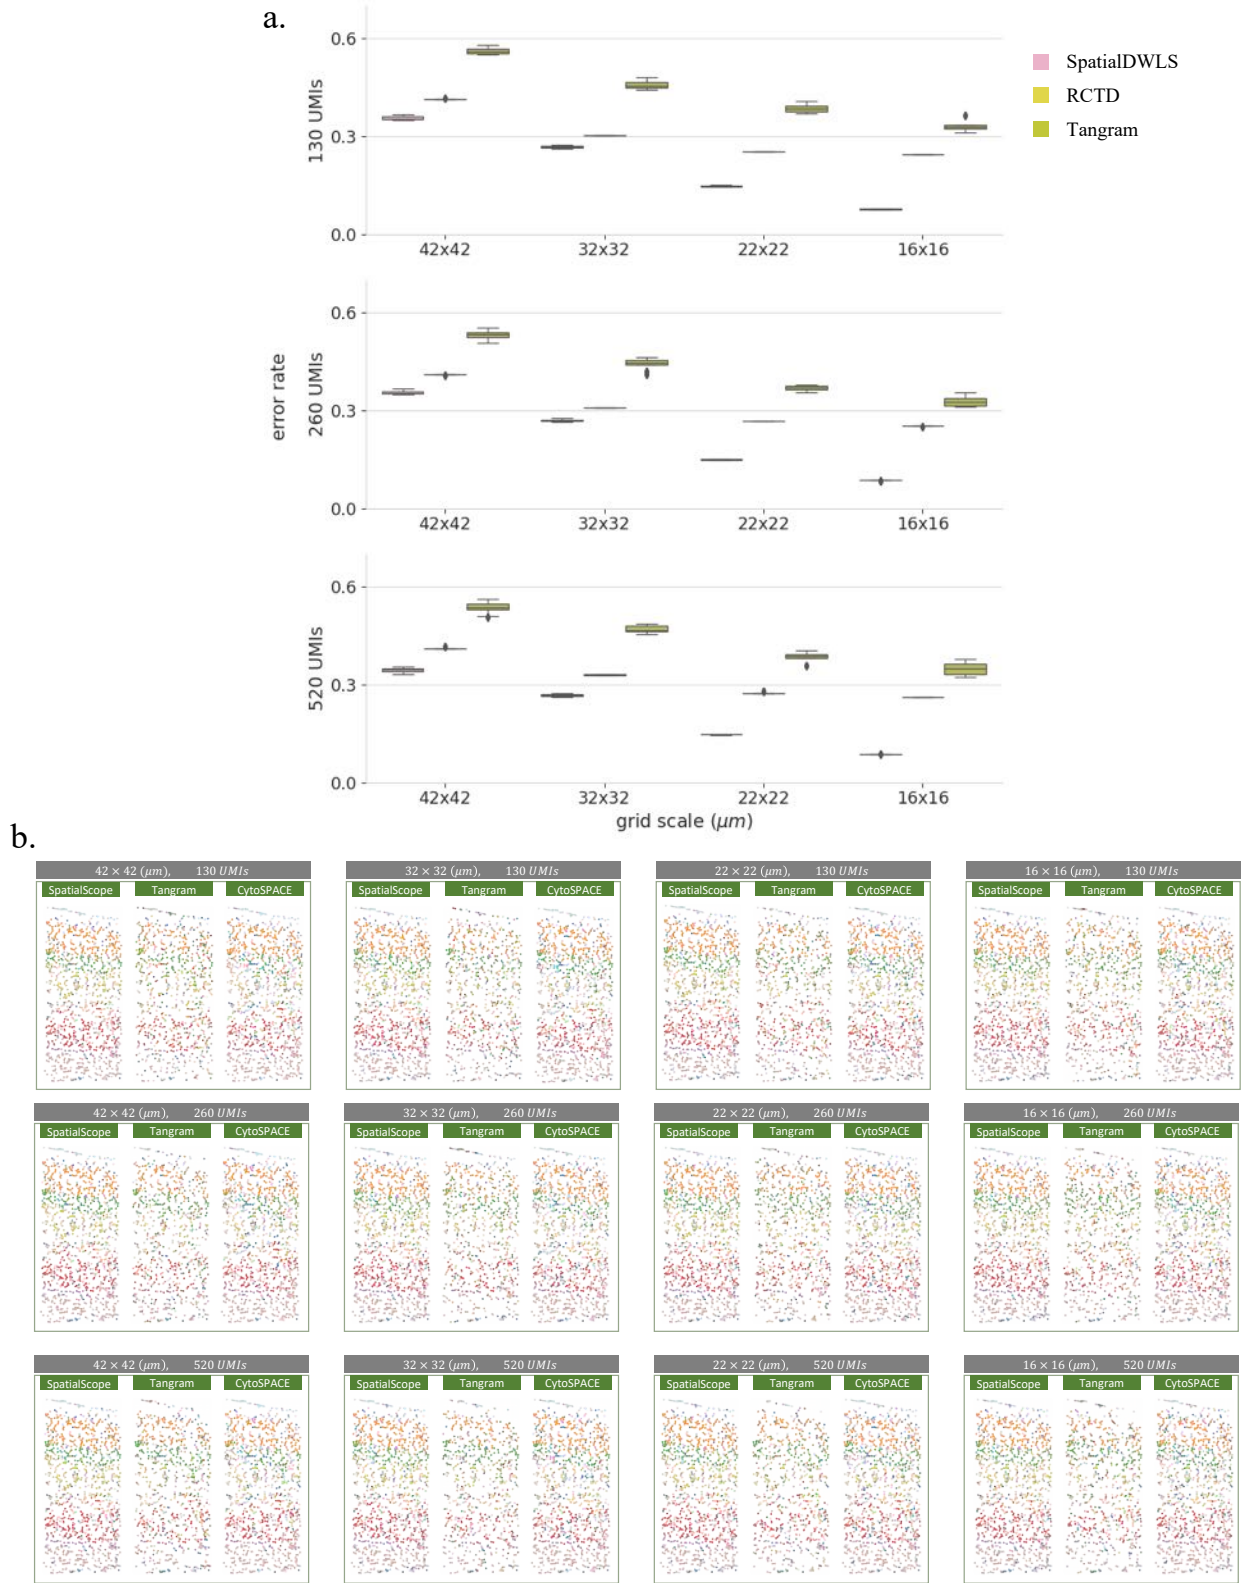 a.
0.6
0.3
0.0
130 UMIs
42x42 32x32 22x22 16x16
SpatialDWLS
RCTD
Tangram
0.6
0.3
0.0
error rate
260 UMIs
42x42 32x32 22x22 16x16
0.6
0.3
0.0
520 UMIs
42x42 32x32 22x22 16x16
grid scale (μm)
b.
42 × 42 (μm), 130 UMIs
SpatialScope Tangram CytoSPACE
32 × 32 (μm), 130 UMIs
SpatialScope Tangram CytoSPACE
22 × 22 (μm), 130 UMIs
SpatialScope Tangram CytoSPACE
16 × 16 (μm), 130 UMIs
SpatialScope Tangram CytoSPACE
42 × 42 (μm), 260 UMIs
SpatialScope Tangram CytoSPACE
32 × 32 (μm), 260 UMIs
SpatialScope Tangram CytoSPACE
22 × 22 (μm), 260 UMIs
SpatialScope Tangram CytoSPACE
16 × 16 (μm), 260 UMIs
SpatialScope Tangram CytoSPACE
42 × 42 (μm), 520 UMIs
SpatialScope Tangram CytoSPACE
32 × 32 (μm), 520 UMIs
SpatialScope Tangram CytoSPACE
22 × 22 (μm), 520 UMIs
SpatialScope Tangram CytoSPACE
16 × 16 (μm), 520 UMIs
SpatialScope Tangram CytoSPACE